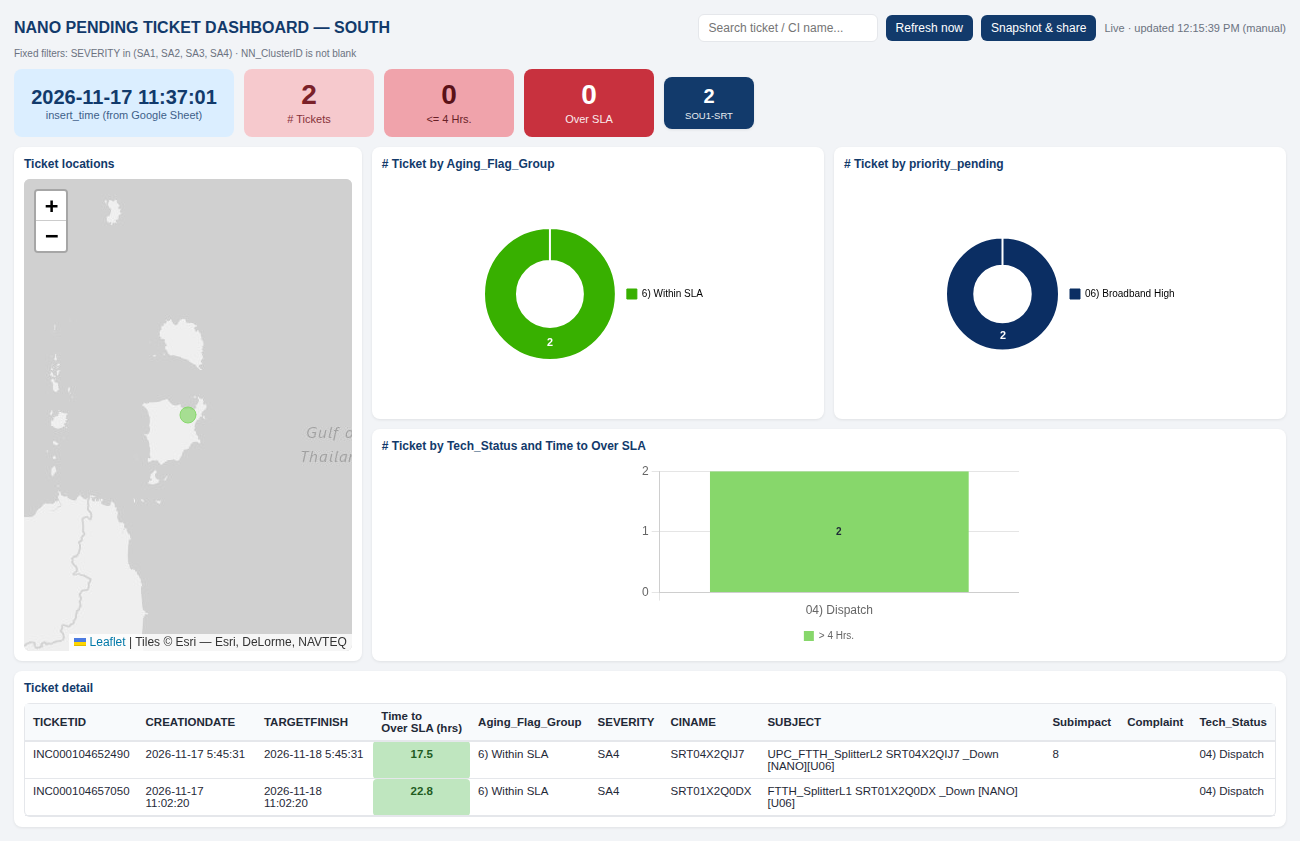 NANO PENDING TICKET DASHBOARD — SOUTH
Search ticket / CI name...
Refresh now
Snapshot & share
Live · updated 12:15:39 PM (manual)
Fixed filters: SEVERITY in (SA1, SA2, SA3, SA4) · NN_ClusterID is not blank
2026-11-17 11:37:01
insert_time (from Google Sheet)
2
# Tickets
0
<= 4 Hrs.
0
Over SLA
2
SOU1-SRT
Ticket locations
+
−
Gulf o
Thailan
Leaflet | Tiles © Esri — Esri, DeLorme, NAVTEQ
# Ticket by Aging_Flag_Group
2
6) Within SLA
# Ticket by priority_pending
2
06) Broadband High
# Ticket by Tech_Status and Time to Over SLA
2
1
0
2
04) Dispatch
> 4 Hrs.
Ticket detail
TICKETID CREATIONDATE TARGETFINISH Time to Over SLA (hrs) Aging_Flag_Group SEVERITY CINAME SUBJECT Subimpact Complaint Tech_Status
INC000104652490 2026-11-17 5:45:31 2026-11-18 5:45:31 17.5 6) Within SLA SA4 SRT04X2QIJ7 UPC_FTTH_SplitterL2 SRT04X2QIJ7 _Down [NANO][U06] 8 04) Dispatch
INC000104657050 2026-11-17 11:02:20 2026-11-18 11:02:20 22.8 6) Within SLA SA4 SRT01X2Q0DX FTTH_SplitterL1 SRT01X2Q0DX _Down [NANO][U06] 04) Dispatch